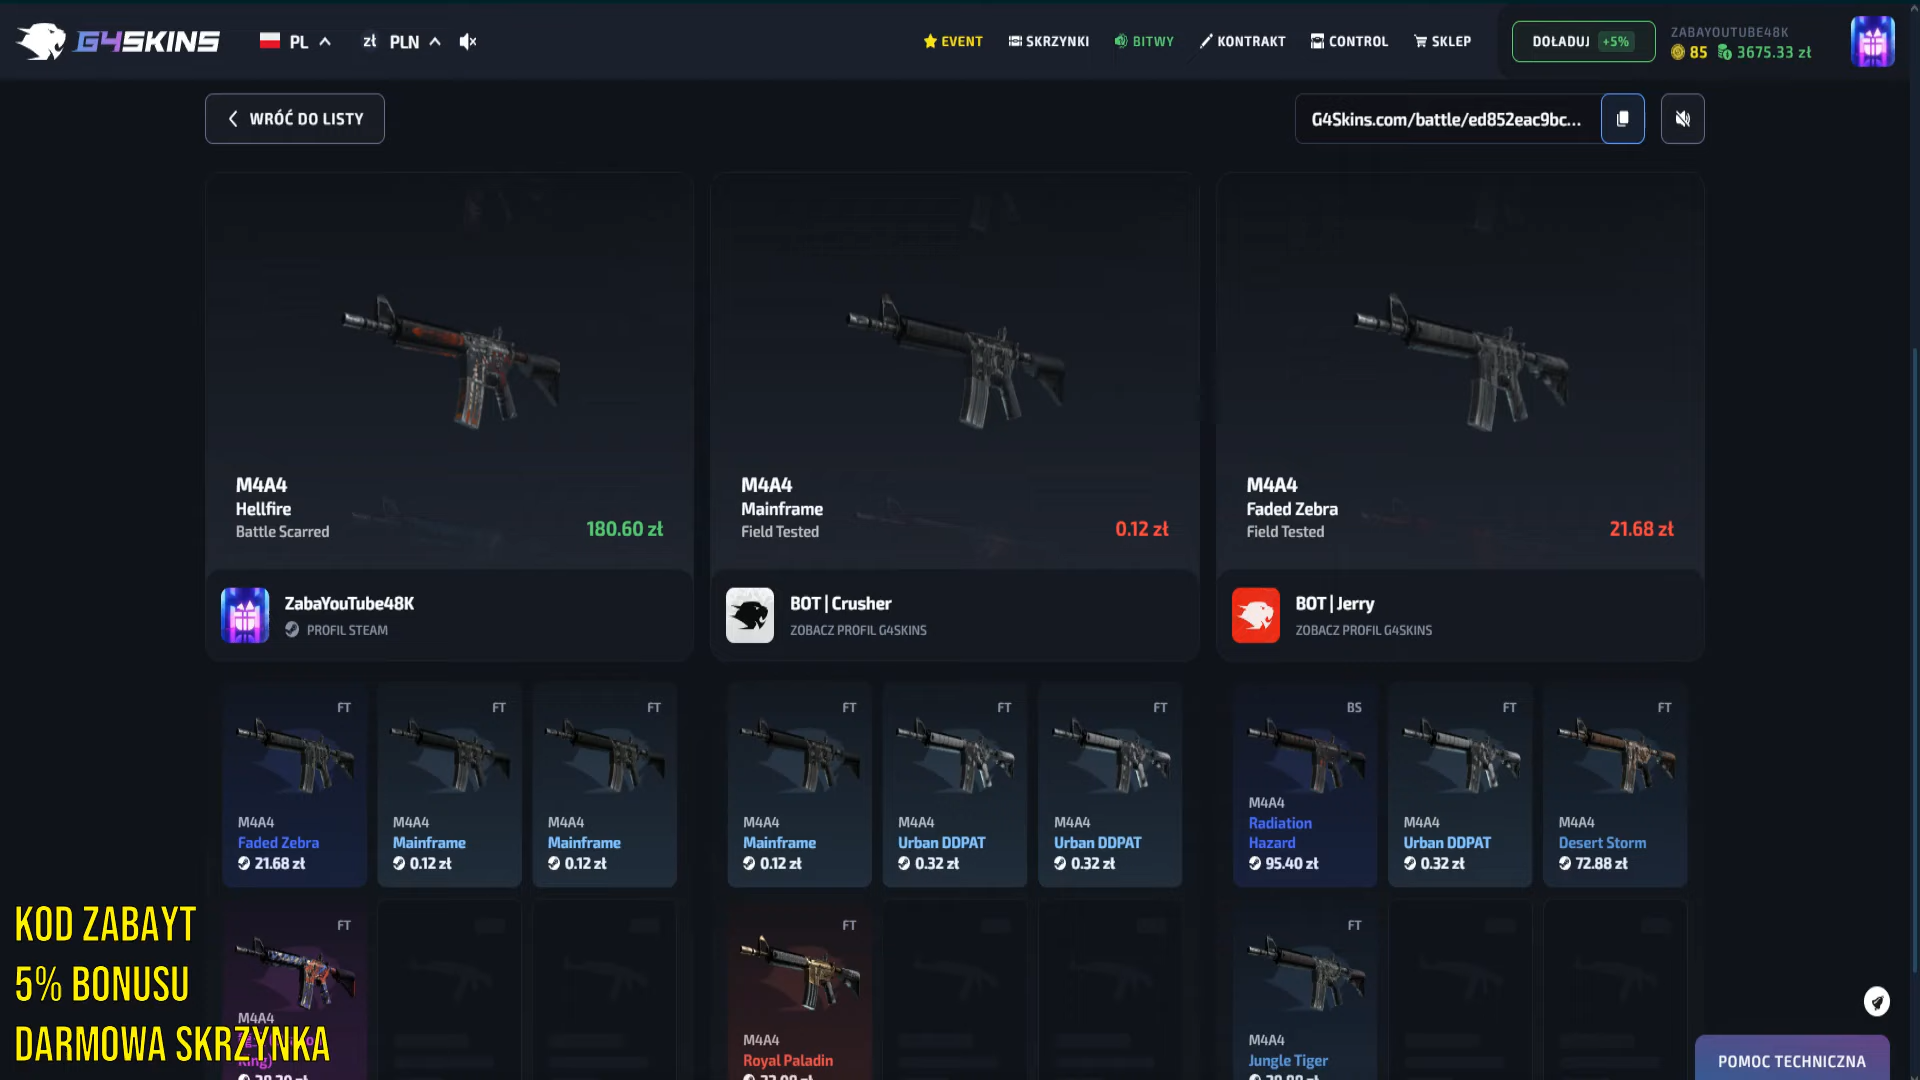 G4SKINS
PL
zł PLN
EVENT
SKRZYNKI
BITWY
KONTRAKT
CONTROL
SKLEP
DOŁADUJ +5%
ZABAYOUTUBE48K
85 3675.33 zł
WRÓĆ DO LISTY
G4Skins.com/battle/ed852eac9bc...
M4A4
Hellfire
Battle Scarred
180.60 zł
M4A4
Mainframe
Field Tested
0.12 zł
M4A4
Faded Zebra
Field Tested
21.68 zł
ZabaYouTube48K
PROFIL STEAM
BOT | Crusher
ZOBACZ PROFIL G4SKINS
BOT | Jerry
ZOBACZ PROFIL G4SKINS
FT
M4A4
Faded Zebra
21.68 zł
FT
M4A4
Mainframe
0.12 zł
FT
M4A4
Mainframe
0.12 zł
FT
M4A4
Mainframe
0.12 zł
FT
M4A4
Urban DDPAT
0.32 zł
FT
M4A4
Urban DDPAT
0.32 zł
BS
M4A4
Radiation
Hazard
95.40 zł
FT
M4A4
Urban DDPAT
0.32 zł
FT
M4A4
Desert Storm
72.88 zł
FT
M4A4
King)
FT
M4A4
Royal Paladin
FT
M4A4
Jungle Tiger
KOD ZABAYT
5% BONUSU
DARMOWA SKRZYNKA
POMOC TECHNICZNA